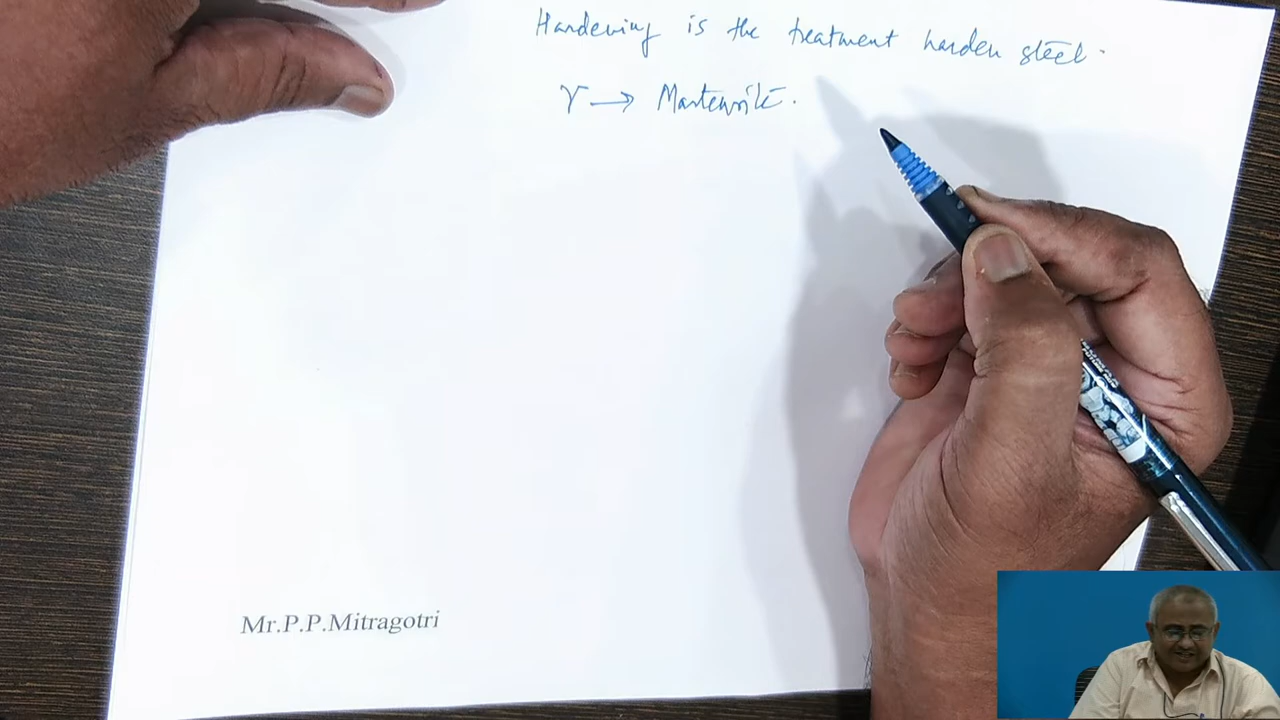 Hardening is the treatment harden steel.
γ → Martensite.
Mr.P.P.Mitragotri